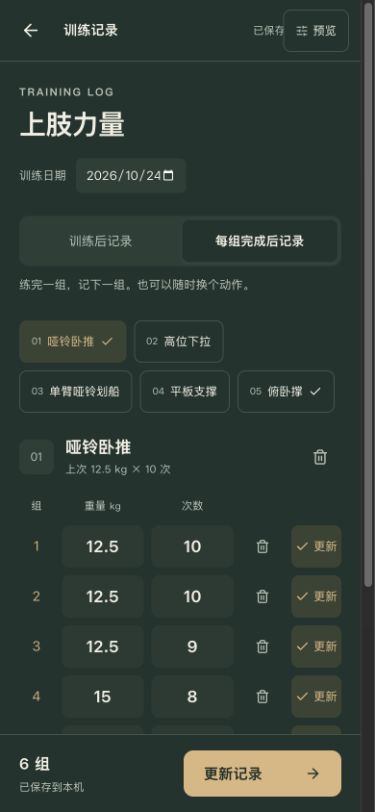 训练记录
已保存
预览
TRAINING LOG
上肢力量
训练日期 2026/10/24
训练后记录 每组完成后记录
练完一组，记下一组。也可以随时换个动作。
01 哑铃卧推 02 高位下拉
03 单臂哑铃划船 04 平板支撑 05 俯卧撑
01 哑铃卧推
上次 12.5 kg × 10 次
组 重量 kg 次数
1 12.5 10 更新
2 12.5 10 更新
3 12.5 9 更新
4 15 8 更新
6 组
已保存到本机
更新记录